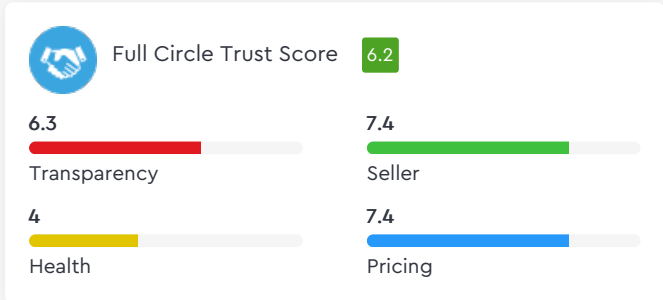 Full Circle Trust Score 6.2
6.3
Transparency
7.4
Seller
4
Health
7.4
Pricing